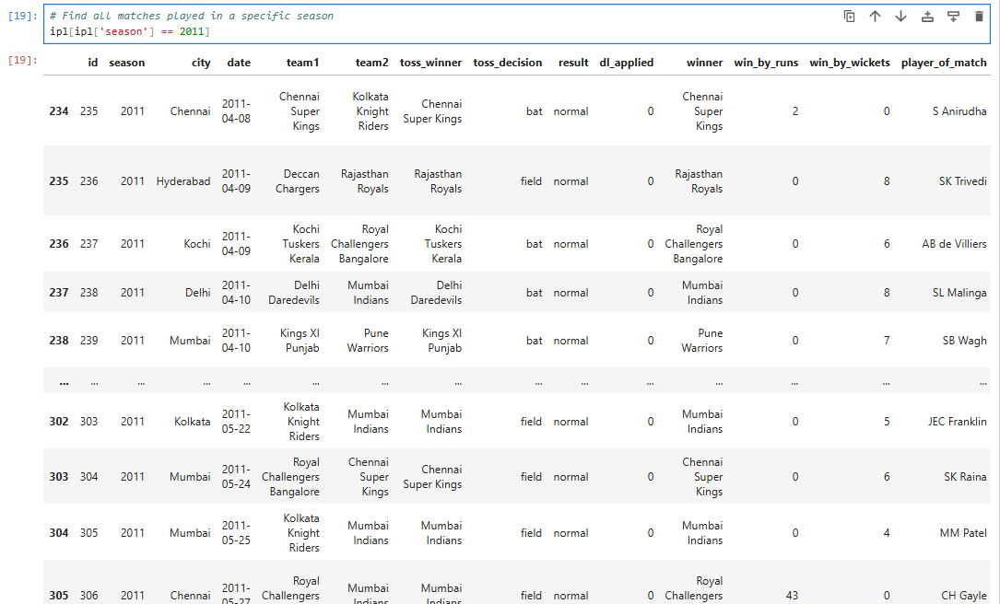 [19]: # Find all matches played in a specific season
ipl[ipl['season'] == 2011]
[19]: id season city date team1 team2 toss_winner toss_decision result dl_applied winner win_by_runs win_by_wickets player_of_match
234 235 2011 Chennai 2011-04-08 Chennai Super Kings Kolkata Knight Riders Chennai Super Kings bat normal 0 Chennai Super Kings 2 0 S Anirudha
235 236 2011 Hyderabad 2011-04-09 Deccan Chargers Rajasthan Royals Rajasthan Royals field normal 0 Rajasthan Royals 0 8 SK Trivedi
236 237 2011 Kochi 2011-04-09 Kochi Tuskers Kerala Royal Challengers Bangalore Kochi Tuskers Kerala bat normal 0 Royal Challengers Bangalore 0 6 AB de Villiers
237 238 2011 Delhi 2011-04-10 Delhi Daredevils Mumbai Indians Delhi Daredevils bat normal 0 Mumbai Indians 0 8 SL Malinga
238 239 2011 Mumbai 2011-04-10 Kings XI Punjab Pune Warriors Kings XI Punjab bat normal 0 Pune Warriors 0 7 SB Wagh
... ... ... ... ... ... ... ... ... ... ... ... ... ... ...
302 303 2011 Kolkata 2011-05-22 Kolkata Knight Riders Mumbai Indians Mumbai Indians field normal 0 Mumbai Indians 0 5 JEC Franklin
303 304 2011 Mumbai 2011-05-24 Royal Challengers Bangalore Chennai Super Kings Chennai Super Kings field normal 0 Chennai Super Kings 0 6 SK Raina
304 305 2011 Mumbai 2011-05-25 Kolkata Knight Riders Mumbai Indians Mumbai Indians field normal 0 Mumbai Indians 0 4 MM Patel
305 306 2011 Chennai 2011-05-27 Royal Challengers Mumbai Indians Mumbai Indians field normal 0 Royal Challengers 43 0 CH Gayle